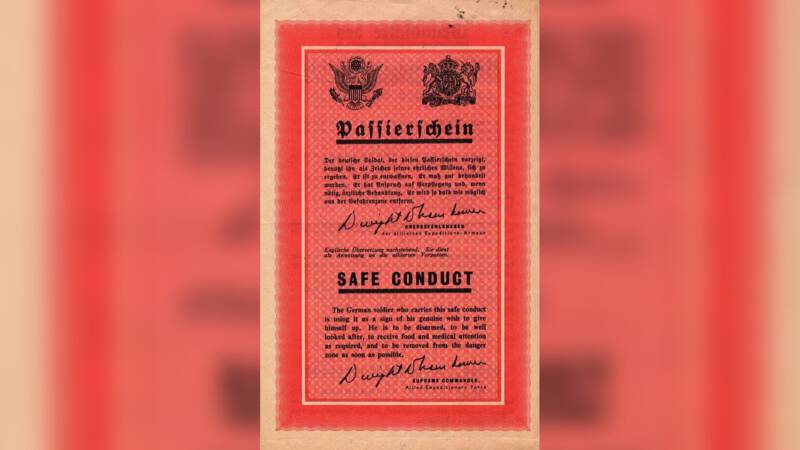 Passierschein
Der deutsche Soldat, der diesen Passierschein vorzeigt,
benutzt ihn als Zeichen seines ehrlichen Willens, sich zu
ergeben. Er ist zu entwaffnen. Er muß gut behandelt
werden. Er hat Anspruch auf Verpflegung und, wenn
nötig, ärztliche Behandlung. Er wird so bald wie möglich
aus der Gefahrenzone entfernt.
Dwight D Eisenhower
OBERBEFEHLSHABER
der alliierten Expeditions-Armeen
Englische Übersetzung nachstehend. Sie dient
als Anweisung an die alliierten Vorposten.
SAFE CONDUCT
The German soldier who carries this safe conduct
is using it as a sign of his genuine wish to give
himself up. He is to be disarmed, to be well
looked after, to receive food and medical attention
as required, and to be removed from the danger
zone as soon as possible.
Dwight D Eisenhower
SUPREME COMMANDER,
Allied Expeditionary Force